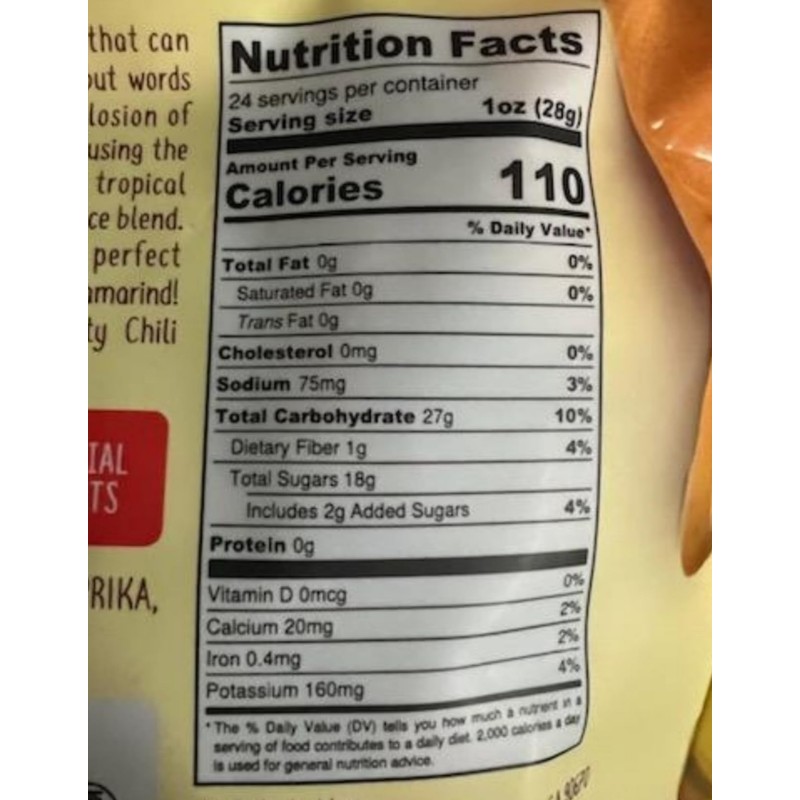 that can
out words
losion of
using the
tropical
ce blend.
perfect
amarind!
ty Chili
IAL
TS
RIKA,
Nutrition Facts
24 servings per container
Serving size 1oz (28g)
Amount Per Serving
Calories 110
% Daily Value*
Total Fat 0g 0%
Saturated Fat 0g 0%
Trans Fat 0g
Cholesterol 0mg 0%
Sodium 75mg 3%
Total Carbohydrate 27g 10%
Dietary Fiber 1g 4%
Total Sugars 18g
Includes 2g Added Sugars 4%
Protein 0g
Vitamin D 0mcg 0%
Calcium 20mg 2%
Iron 0.4mg 2%
Potassium 160mg 4%
*The % Daily Value (DV) tells you how much a nutrient in a
serving of food contributes to a daily diet. 2,000 calories a day
is used for general nutrition advice.
CA 90670